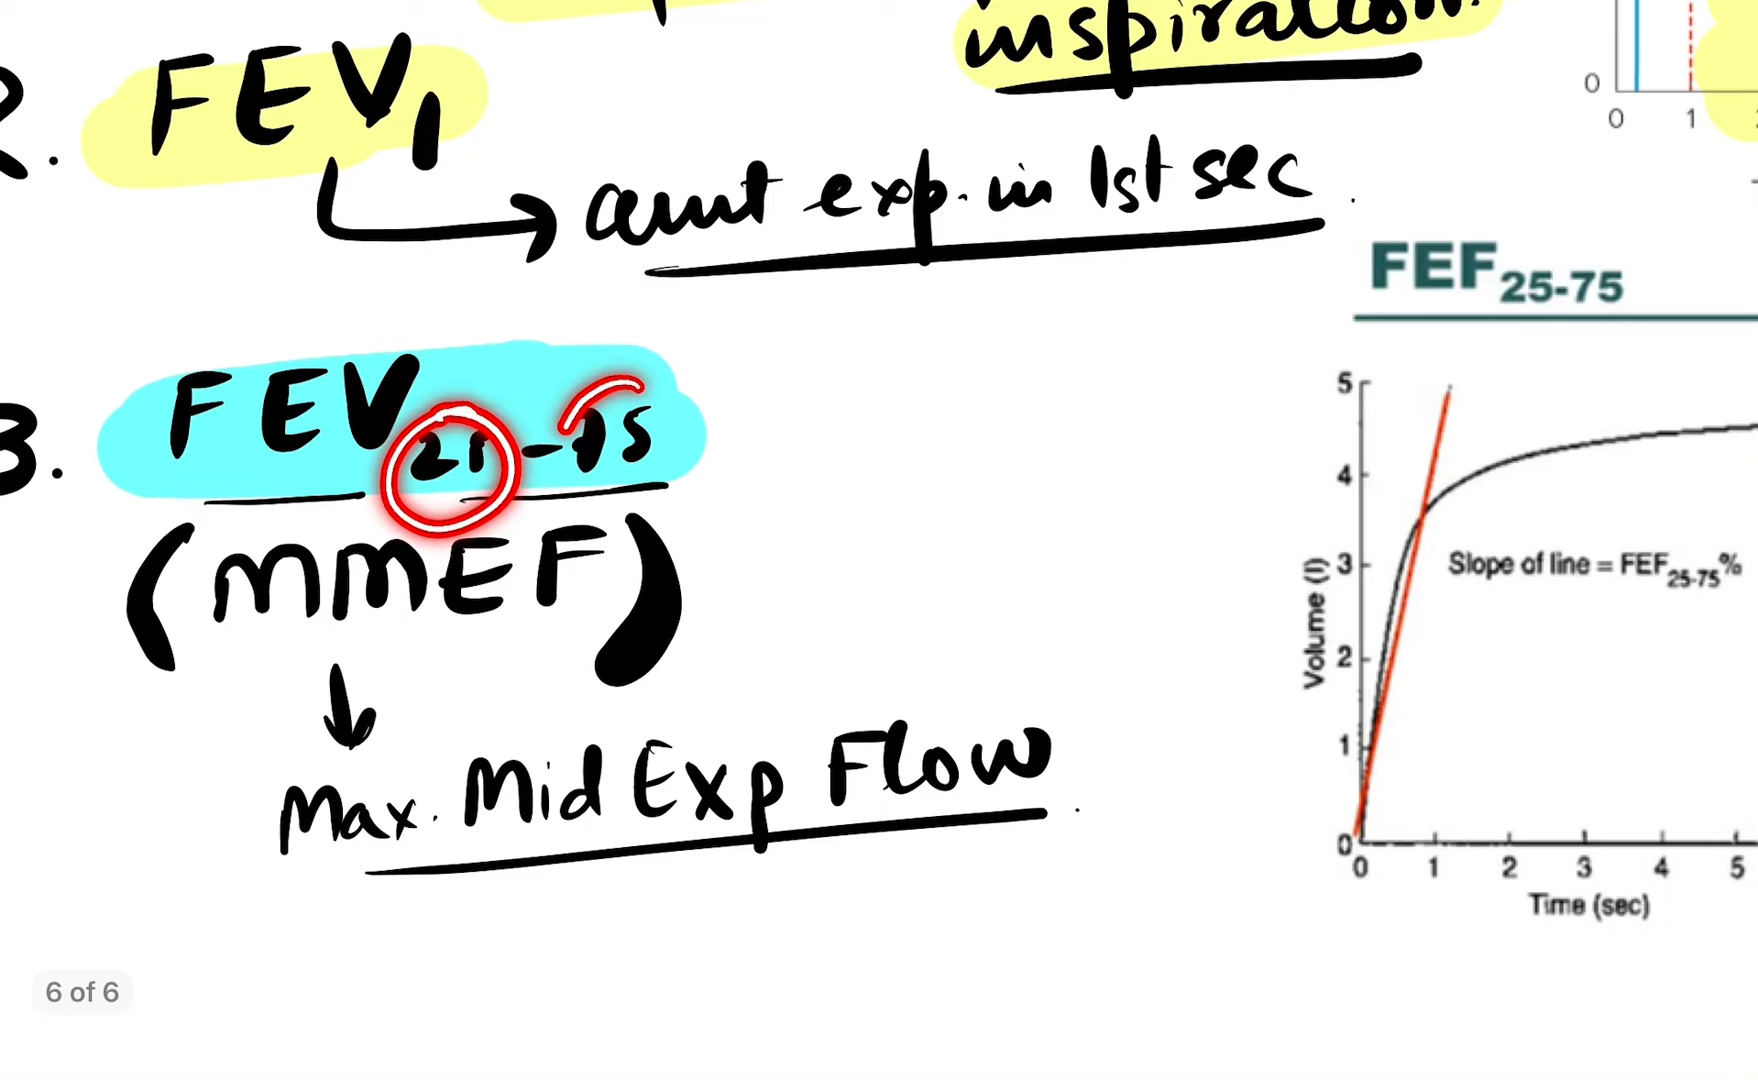 inspiration.
2. FEV1
amt exp. in 1st sec
0
0 1
FEF25-75
3. FEV25-75
(MMEF)
Max. Mid Exp Flow
5
4
3
2
1
0
Volume (l)
Slope of line = FEF25-75%
0 1 2 3 4 5
Time (sec)
6 of 6